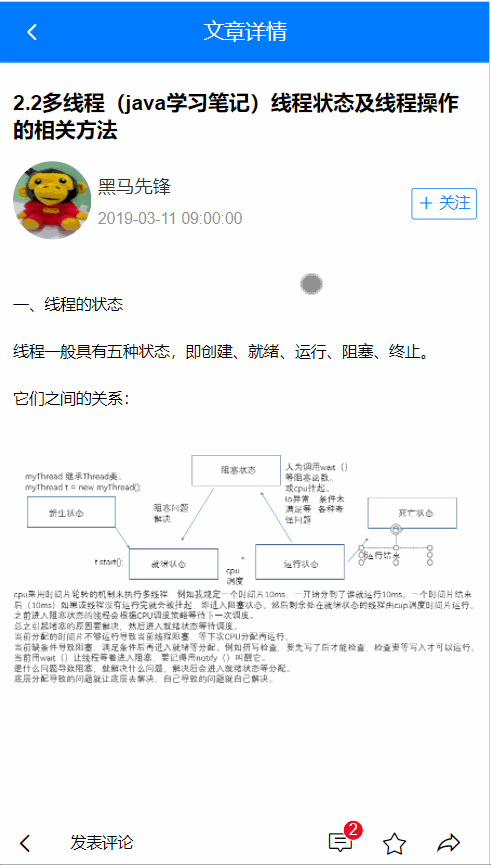 文章详情
2.2多线程（java学习笔记）线程状态及线程操作
的相关方法
黑马先锋
2019-03-11 09:00:00
+ 关注
一、线程的状态
线程一般具有五种状态，即创建、就绪、运行、阻塞、终止。
它们之间的关系：
myThread 继承Thread类。
myThread t = new myThread();
新生状态
阻塞问题
解决
阻塞状态
人为调用wait（）
等阻塞函数。
或cpu挂起。
Io异常 条件未
满足等 各种奇
怪问题
死亡状态
t.start();
就绪状态
cpu
调度
运行状态
运行结束
cpu采用时间片轮转的机制来执行多线程 例如我规定一个时间片10ms，一开始分到了谁就运行10ms。一个时间片结束
后（10ms)如果该线程没有运行完就会被挂起 即进入阻塞状态。然后剩余处在就绪状态的线程由cup调度时间片运行。
之前进入阻塞状态的线程会根据CPU调度策略等待下一次调度。
总之引起堵塞的原因要解决，然后进入就绪状态等待调度。
当前分配的时间片不够运行导致当前线程阻塞，等下次CPU分配再运行。
当前缺条件导致阻塞，满足条件后再进入就绪等分配。例如拼写检查，要先写了后才能检查，检查要等写入才可以运行。
当前用wait（）让线程等着进入阻塞，要记得用notify（）叫醒它。
是什么问题导致阻塞，就解决什么问题，解决后会进入就绪状态等分配。
底层分配导致的问题就让底层去解决，自己导致的问题就自己解决。
发表评论
2